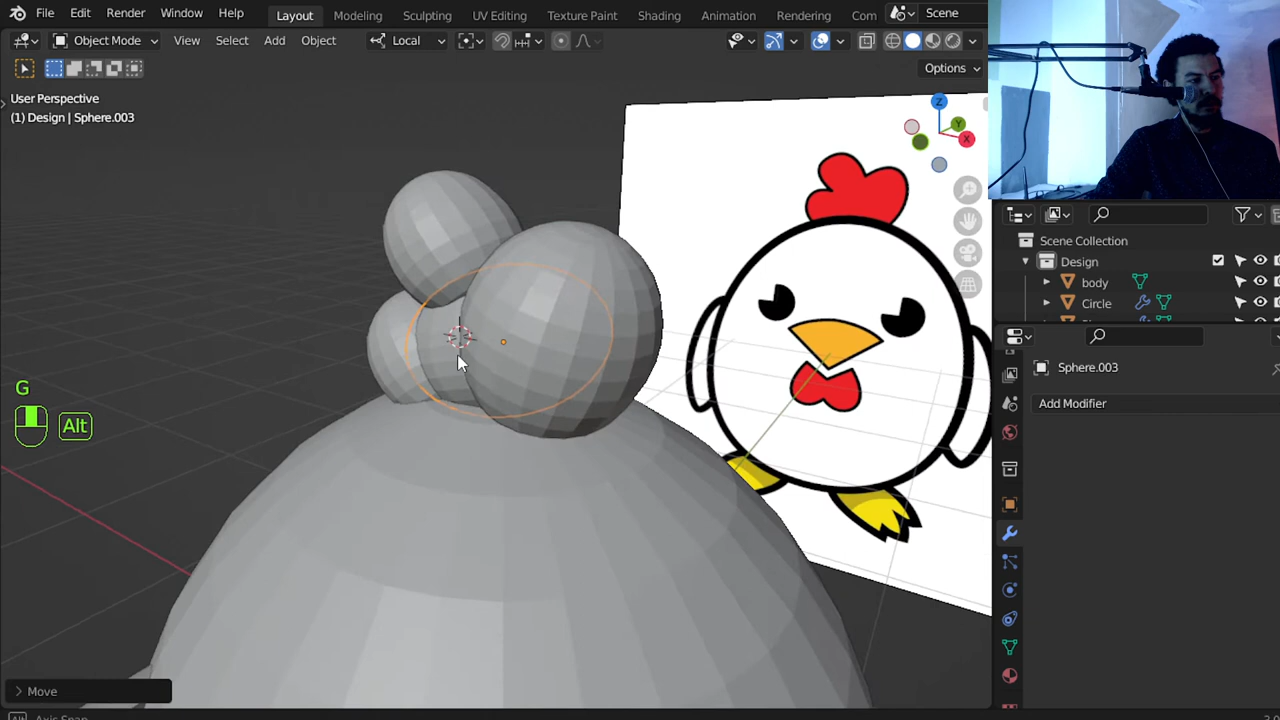 File Edit Render Window Help Layout Modeling Sculpting UV Editing Texture Paint Shading Animation Rendering Com Scene
Object Mode View Select Add Object Local
Options
User Perspective
(1) Design | Sphere.003
Z
Y
X
Scene Collection
Design
body
Circle
Sphere.003
Add Modifier
G
Alt
Move